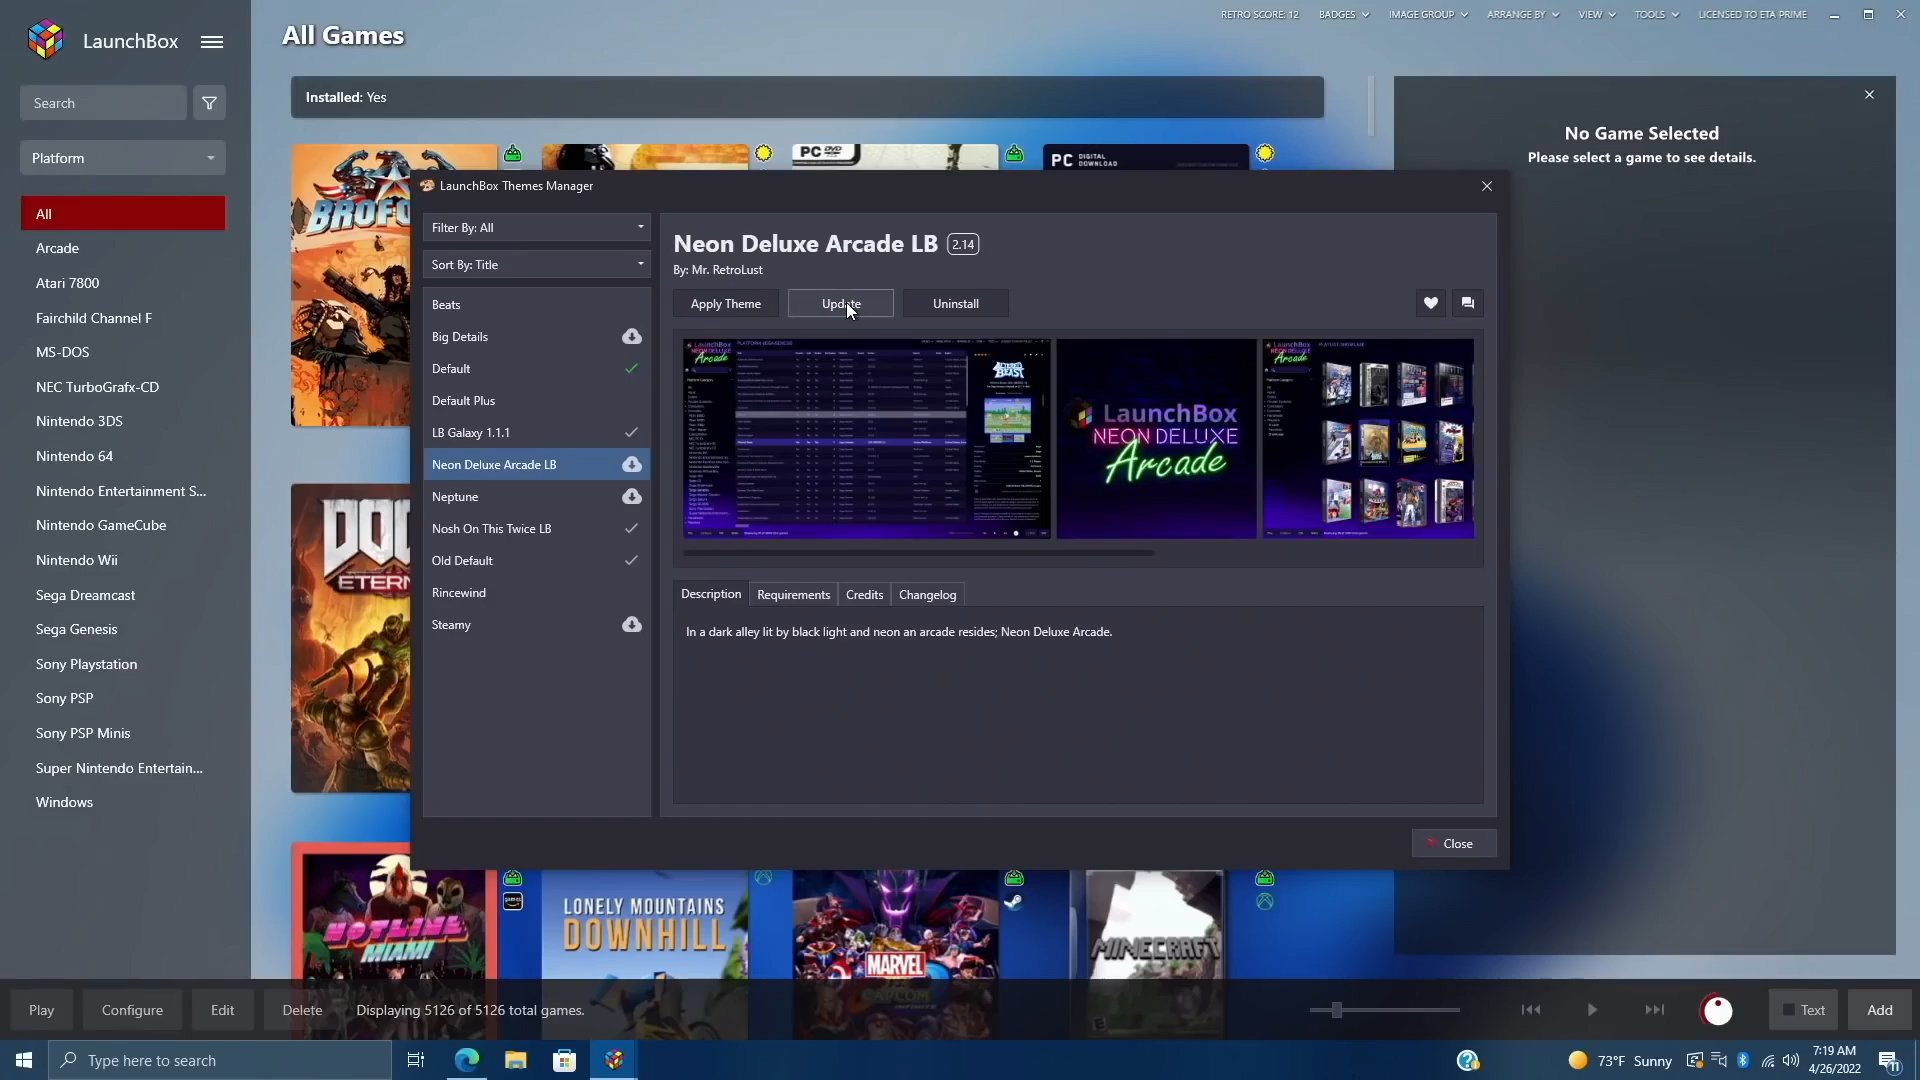 LaunchBox
Search
Platform
All
Arcade
Atari 7800
Fairchild Channel F
MS-DOS
NEC TurboGrafx-CD
Nintendo 3DS
Nintendo 64
Nintendo Entertainment S...
Nintendo GameCube
Nintendo Wii
Sega Dreamcast
Sega Genesis
Sony Playstation
Sony PSP
Sony PSP Minis
Super Nintendo Entertain...
Windows
All Games
RETRO SCORE: 12
BADGES
IMAGE GROUP
ARRANGE BY
VIEW
TOOLS
LICENSED TO ETA PRIME
Installed: Yes
No Game Selected
Please select a game to see details.
PC DVD
PC DIGITAL
DOWNLOAD
LaunchBox Themes Manager
Filter By: All
Sort By: Title
Beats
Big Details
Default
Default Plus
LB Galaxy 1.1.1
Neon Deluxe Arcade LB
Neptune
Nosh On This Twice LB
Old Default
Rincewind
Steamy
Neon Deluxe Arcade LB 2.14
By: Mr. RetroLust
Apply Theme
Update
Uninstall
LaunchBox
NEON DELUXE
Arcade
Description
Requirements
Credits
Changelog
In a dark alley lit by black light and neon an arcade resides; Neon Deluxe Arcade.
Close
HOTLINE
MIAMI
LONELY MOUNTAINS
DOWNHILL
MARVEL
CAPCOM
MINECRAFT
Play
Configure
Edit
Delete
Displaying 5126 of 5126 total games.
Text
Add
Type here to search
73°F Sunny
7:19 AM
4/26/2022
11